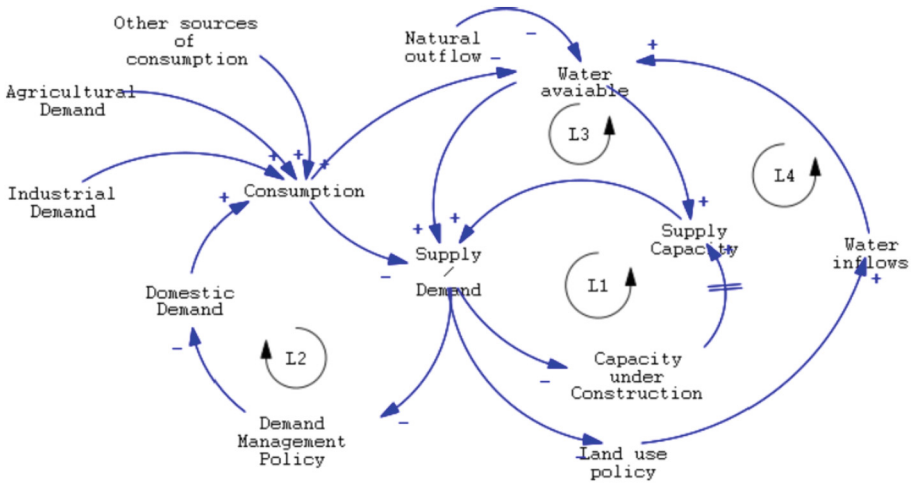 Other sources
of
consumption
Natural
outflow
Water
avaiable
Agricultural
Demand
L3
L4
Industrial
Demand
Consumption
Supply
Capacity
Supply
/
Demand
Water
inflows
L1
Domestic
Demand
L2
Capacity
under
Construction
Demand
Management
Policy
Land use
policy